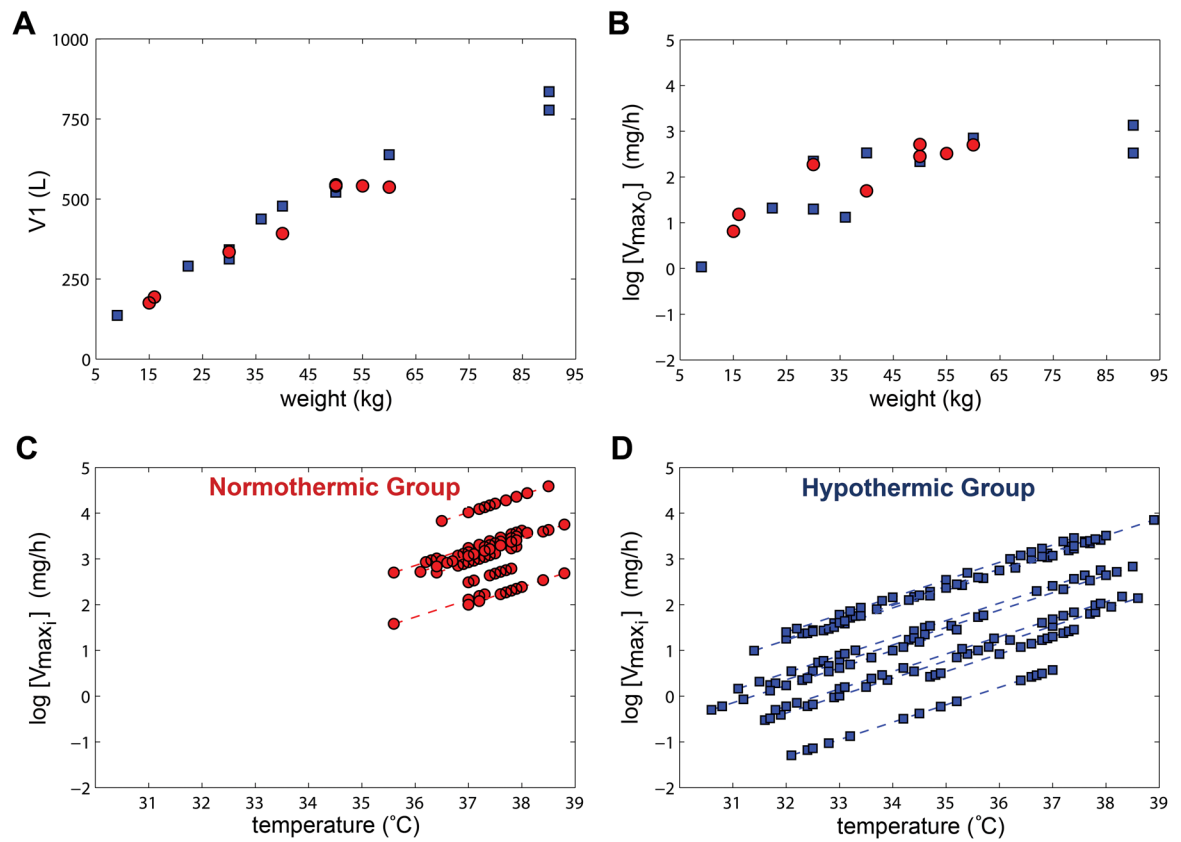 A
1000
750
500
250
0
V1 (L)
5 15 25 35 45 55 65 75 85 95
weight (kg)
B
5
4
3
2
1
0
−1
−2
log [Vmax0] (mg/h)
5 15 25 35 45 55 65 75 85 95
weight (kg)
C
Normothermic Group
5
4
3
2
1
0
−1
−2
log [Vmaxi] (mg/h)
31 32 33 34 35 36 37 38 39
temperature (°C)
D
Hypothermic Group
5
4
3
2
1
0
−1
−2
log [Vmaxi] (mg/h)
31 32 33 34 35 36 37 38 39
temperature (°C)